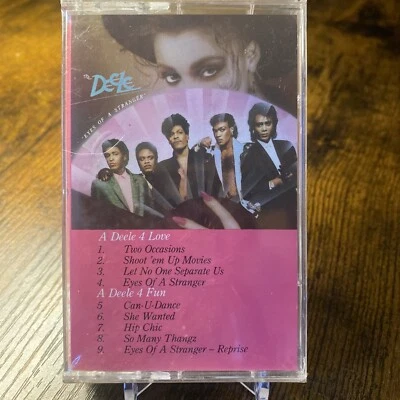 The
DEELE
"EYES OF A STRANGER"
A Deele 4 Love
1. Two Occasions
2. Shoot 'em Up Movies
3. Let No One Separate Us
4. Eyes Of A Stranger
A Deele 4 Fun
5 Can-U-Dance
6. She Wanted
7. Hip Chic
8. So Many Thangz
9. Eyes Of A Stranger – Reprise